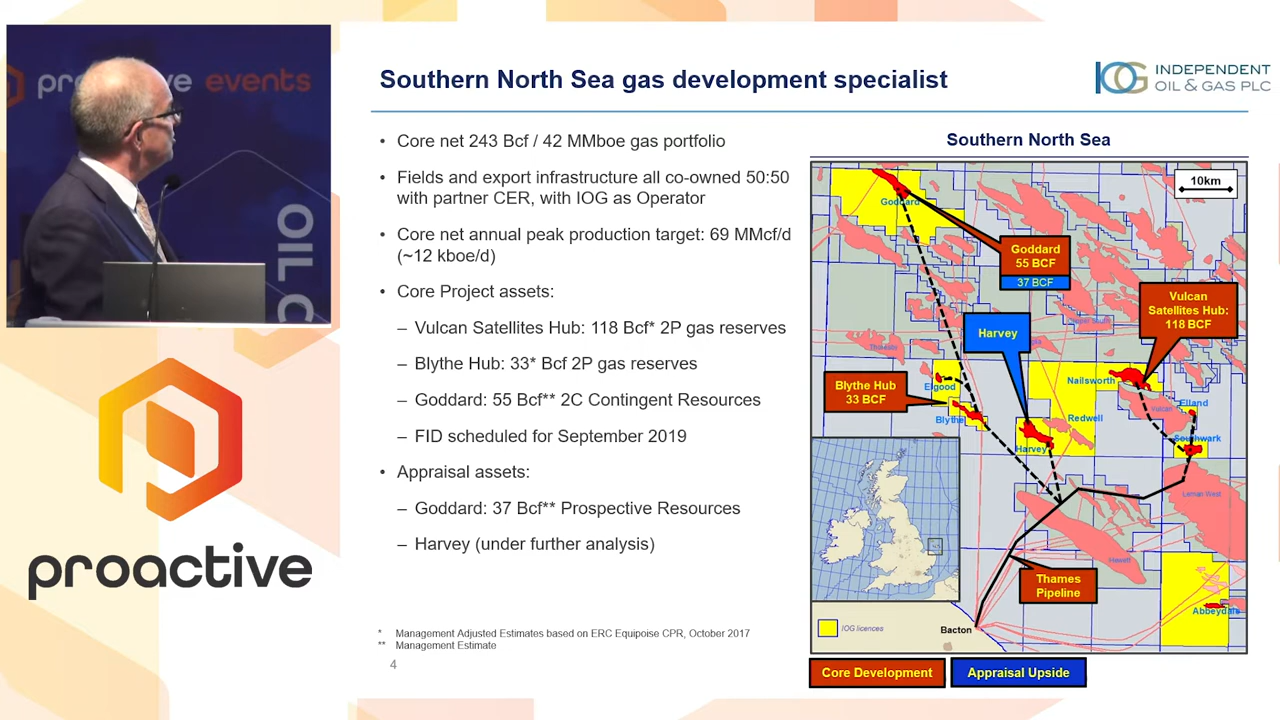 proactive events
OIL
Southern North Sea gas development specialist
IOG INDEPENDENT
OIL & GAS PLC
• Core net 243 Bcf / 42 MMboe gas portfolio
• Fields and export infrastructure all co-owned 50:50
with partner CER, with IOG as Operator
• Core net annual peak production target: 69 MMcf/d
(~12 kboe/d)
• Core Project assets:
– Vulcan Satellites Hub: 118 Bcf* 2P gas reserves
– Blythe Hub: 33* Bcf 2P gas reserves
– Goddard: 55 Bcf** 2C Contingent Resources
– FID scheduled for September 2019
• Appraisal assets:
– Goddard: 37 Bcf** Prospective Resources
– Harvey (under further analysis)
* Management Adjusted Estimates based on ERC Equipoise CPR, October 2017
** Management Estimate
4
Southern North Sea
10km
Goddard
Goddard
55 BCF
37 BCF
Vulcan
Satellites Hub:
118 BCF
Harvey
Blythe Hub
33 BCF
Elgood
Blythe
Nailsworth
Elland
Vulcan
Redwell
Southwark
Harvey
Leman West
Hewett
Thames
Pipeline
Abbeydale
Bacton
IOG licences
Core Development
Appraisal Upside
proactive